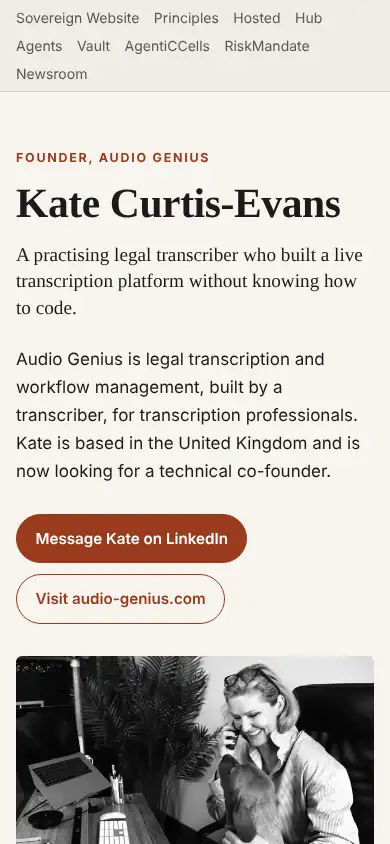 Sovereign Website Principles Hosted Hub
Agents Vault AgentiCCells RiskMandate
Newsroom
FOUNDER, AUDIO GENIUS
Kate Curtis-Evans
A practising legal transcriber who built a live
transcription platform without knowing how
to code.
Audio Genius is legal transcription and
workflow management, built by a
transcriber, for transcription professionals.
Kate is based in the United Kingdom and is
now looking for a technical co-founder.
Message Kate on LinkedIn
Visit audio-genius.com